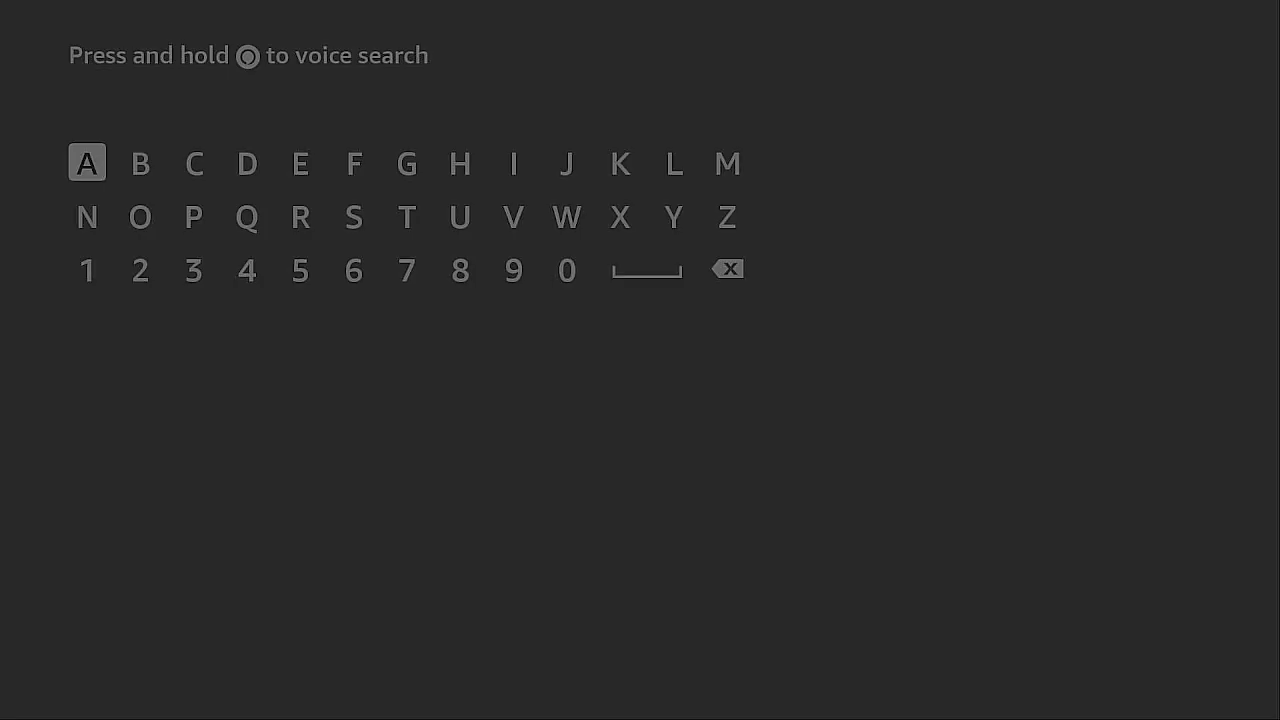 Press and hold to voice search
A B C D E F G H I J K L M
N O P Q R S T U V W X Y Z
1 2 3 4 5 6 7 8 9 0